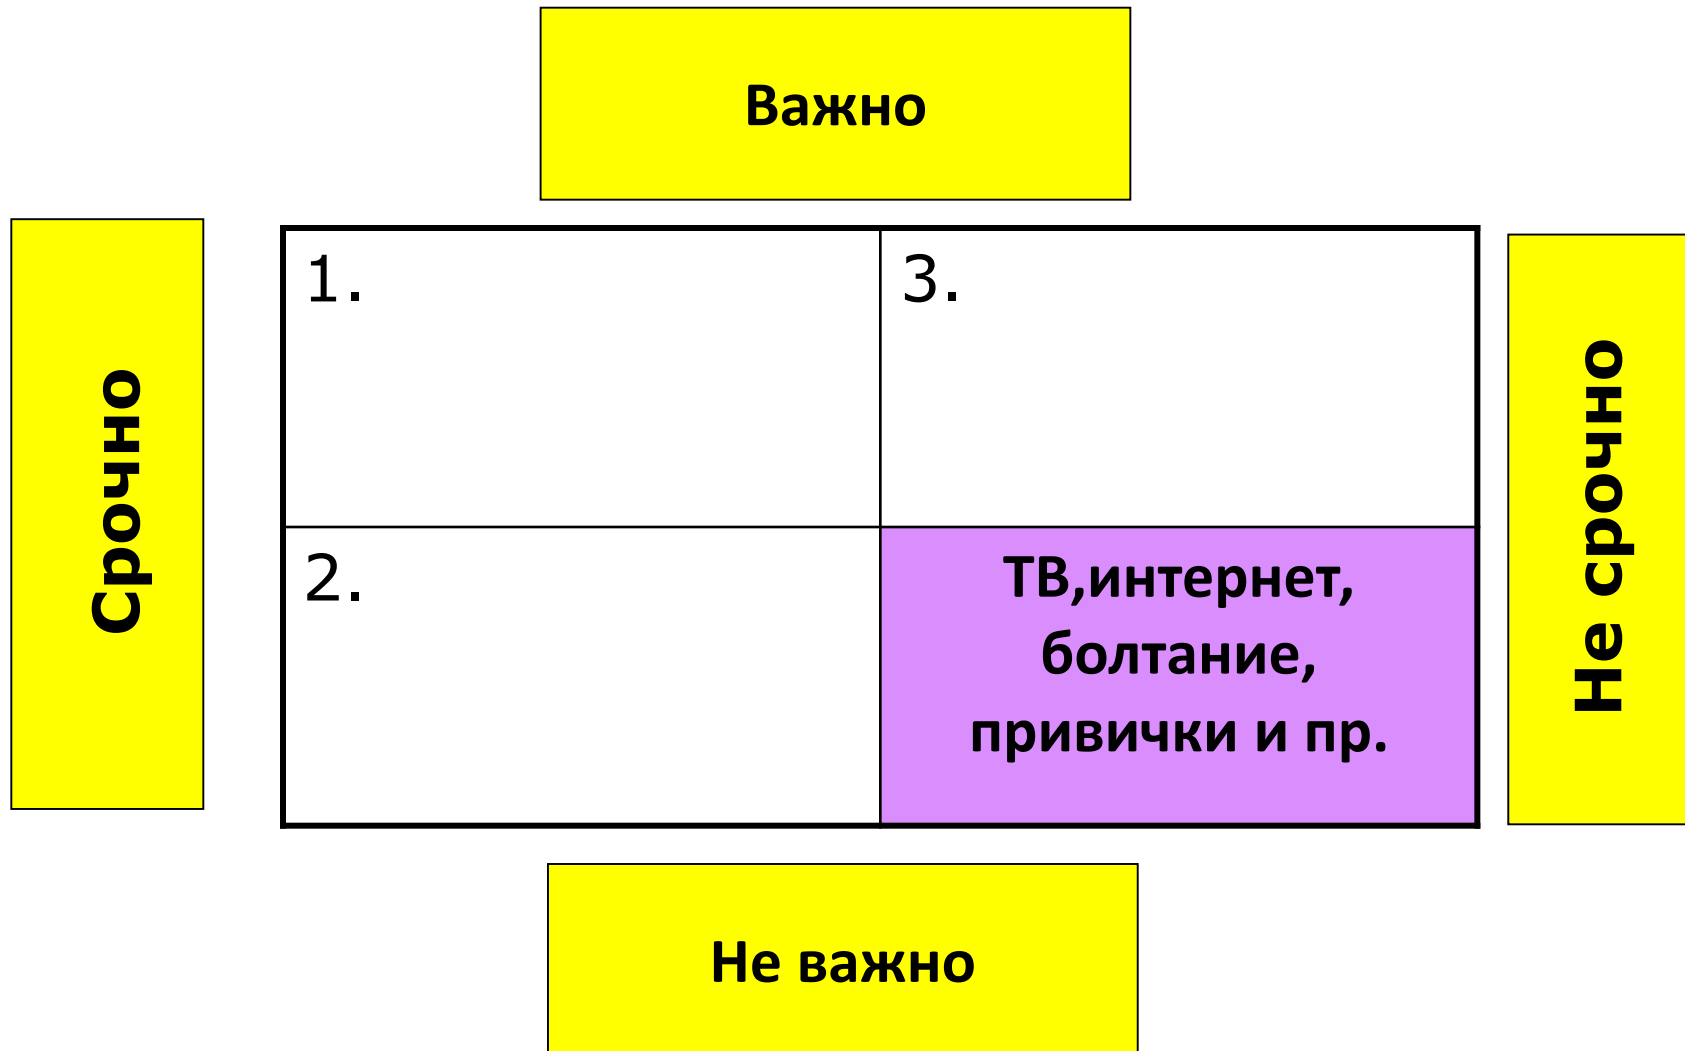 Важно
Срочно
1.
3.
Не срочно
2.
ТВ,интернет,
болтание,
привички и пр.
Не важно